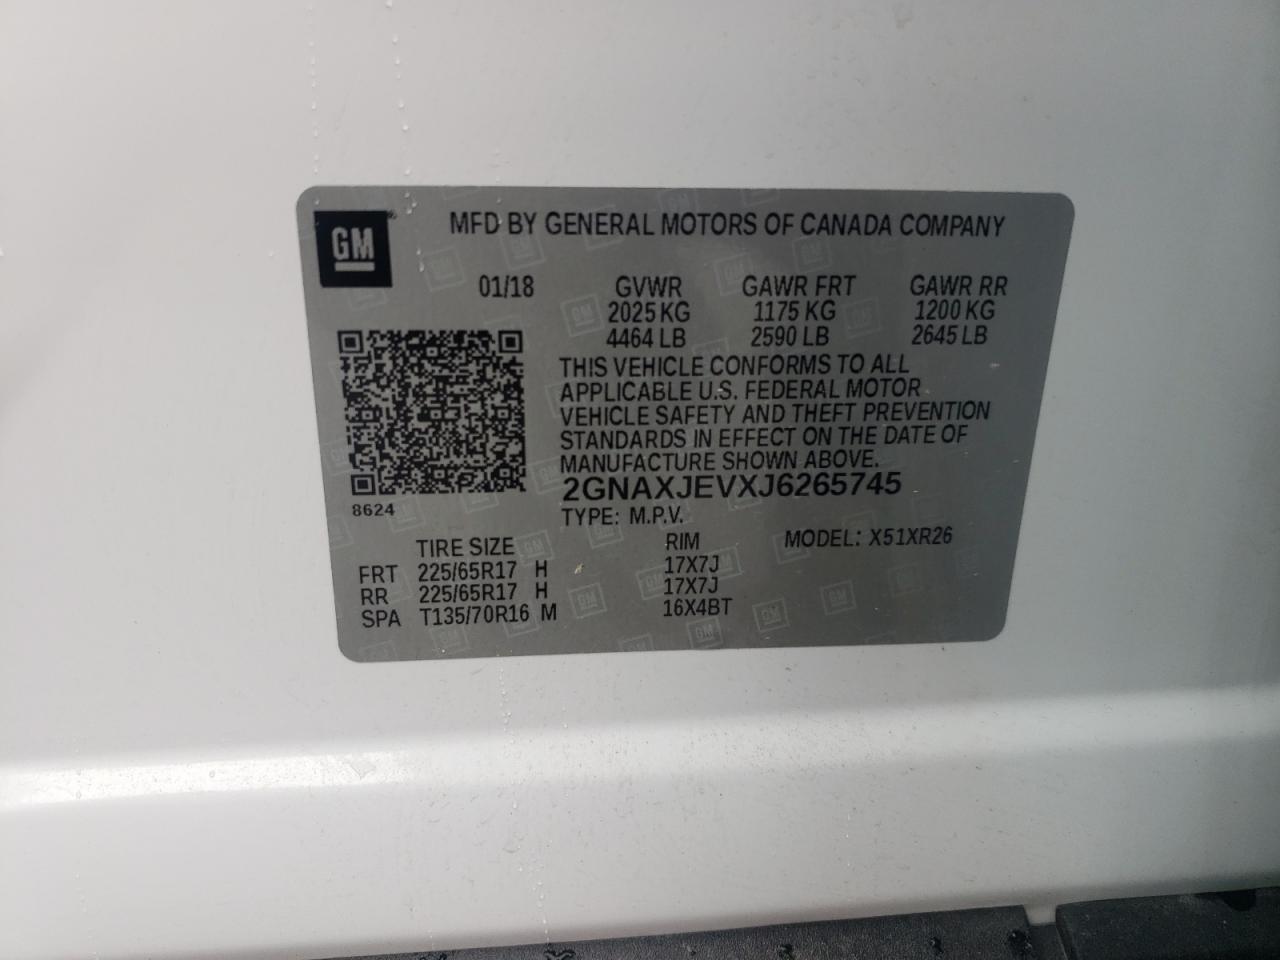 GM
MFD BY GENERAL MOTORS OF CANADA COMPANY
01/18 GVWR GAWR FRT GAWR RR
2025 KG 1175 KG 1200 KG
4464 LB 2590 LB 2645 LB
THIS VEHICLE CONFORMS TO ALL
APPLICABLE U.S. FEDERAL MOTOR
VEHICLE SAFETY AND THEFT PREVENTION
STANDARDS IN EFFECT ON THE DATE OF
MANUFACTURE SHOWN ABOVE.
2GNAXJEVXJ6265745
8624
TYPE: M.P.V.
TIRE SIZE RIM MODEL: X51XR26
FRT 225/65R17 H 17X7J
RR 225/65R17 H 17X7J
SPA T135/70R16 M 16X4BT